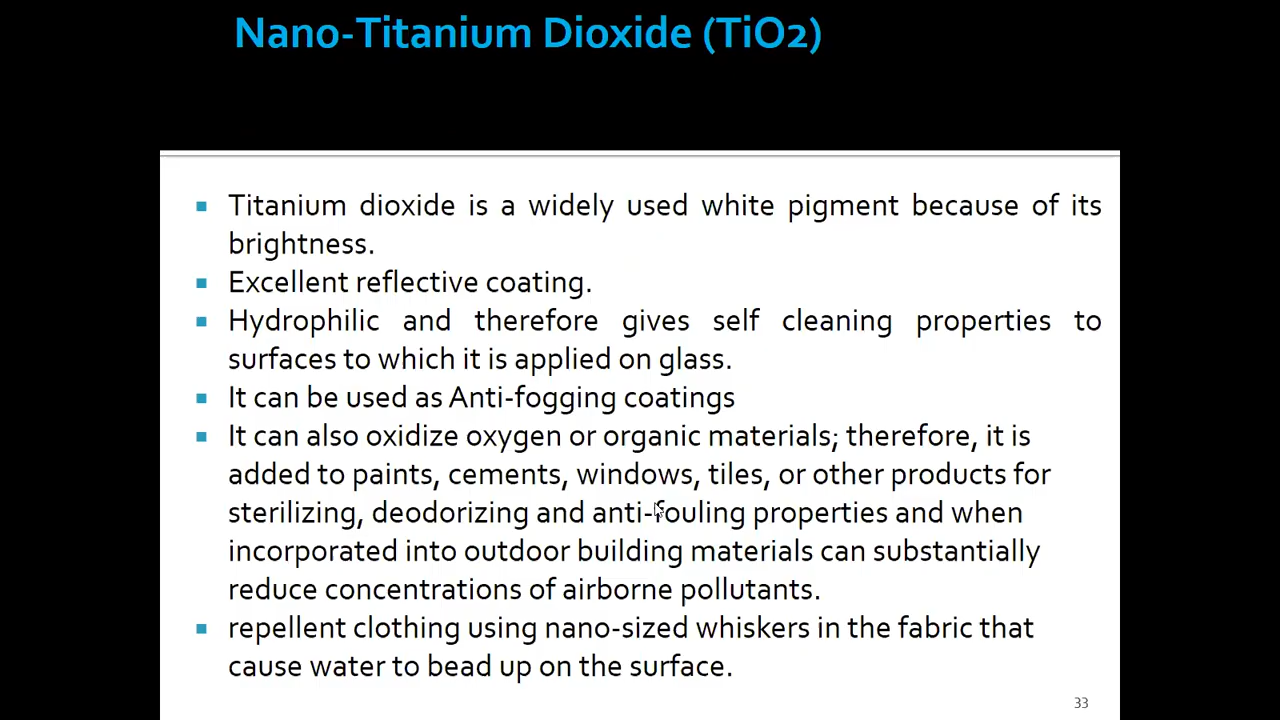 Nano-Titanium Dioxide (TiO2)
▪ Titanium dioxide is a widely used white pigment because of its
brightness.
▪ Excellent reflective coating.
▪ Hydrophilic and therefore gives self cleaning properties to
surfaces to which it is applied on glass.
▪ It can be used as Anti-fogging coatings
▪ It can also oxidize oxygen or organic materials; therefore, it is
added to paints, cements, windows, tiles, or other products for
sterilizing, deodorizing and anti-fouling properties and when
incorporated into outdoor building materials can substantially
reduce concentrations of airborne pollutants.
▪ repellent clothing using nano-sized whiskers in the fabric that
cause water to bead up on the surface.
33